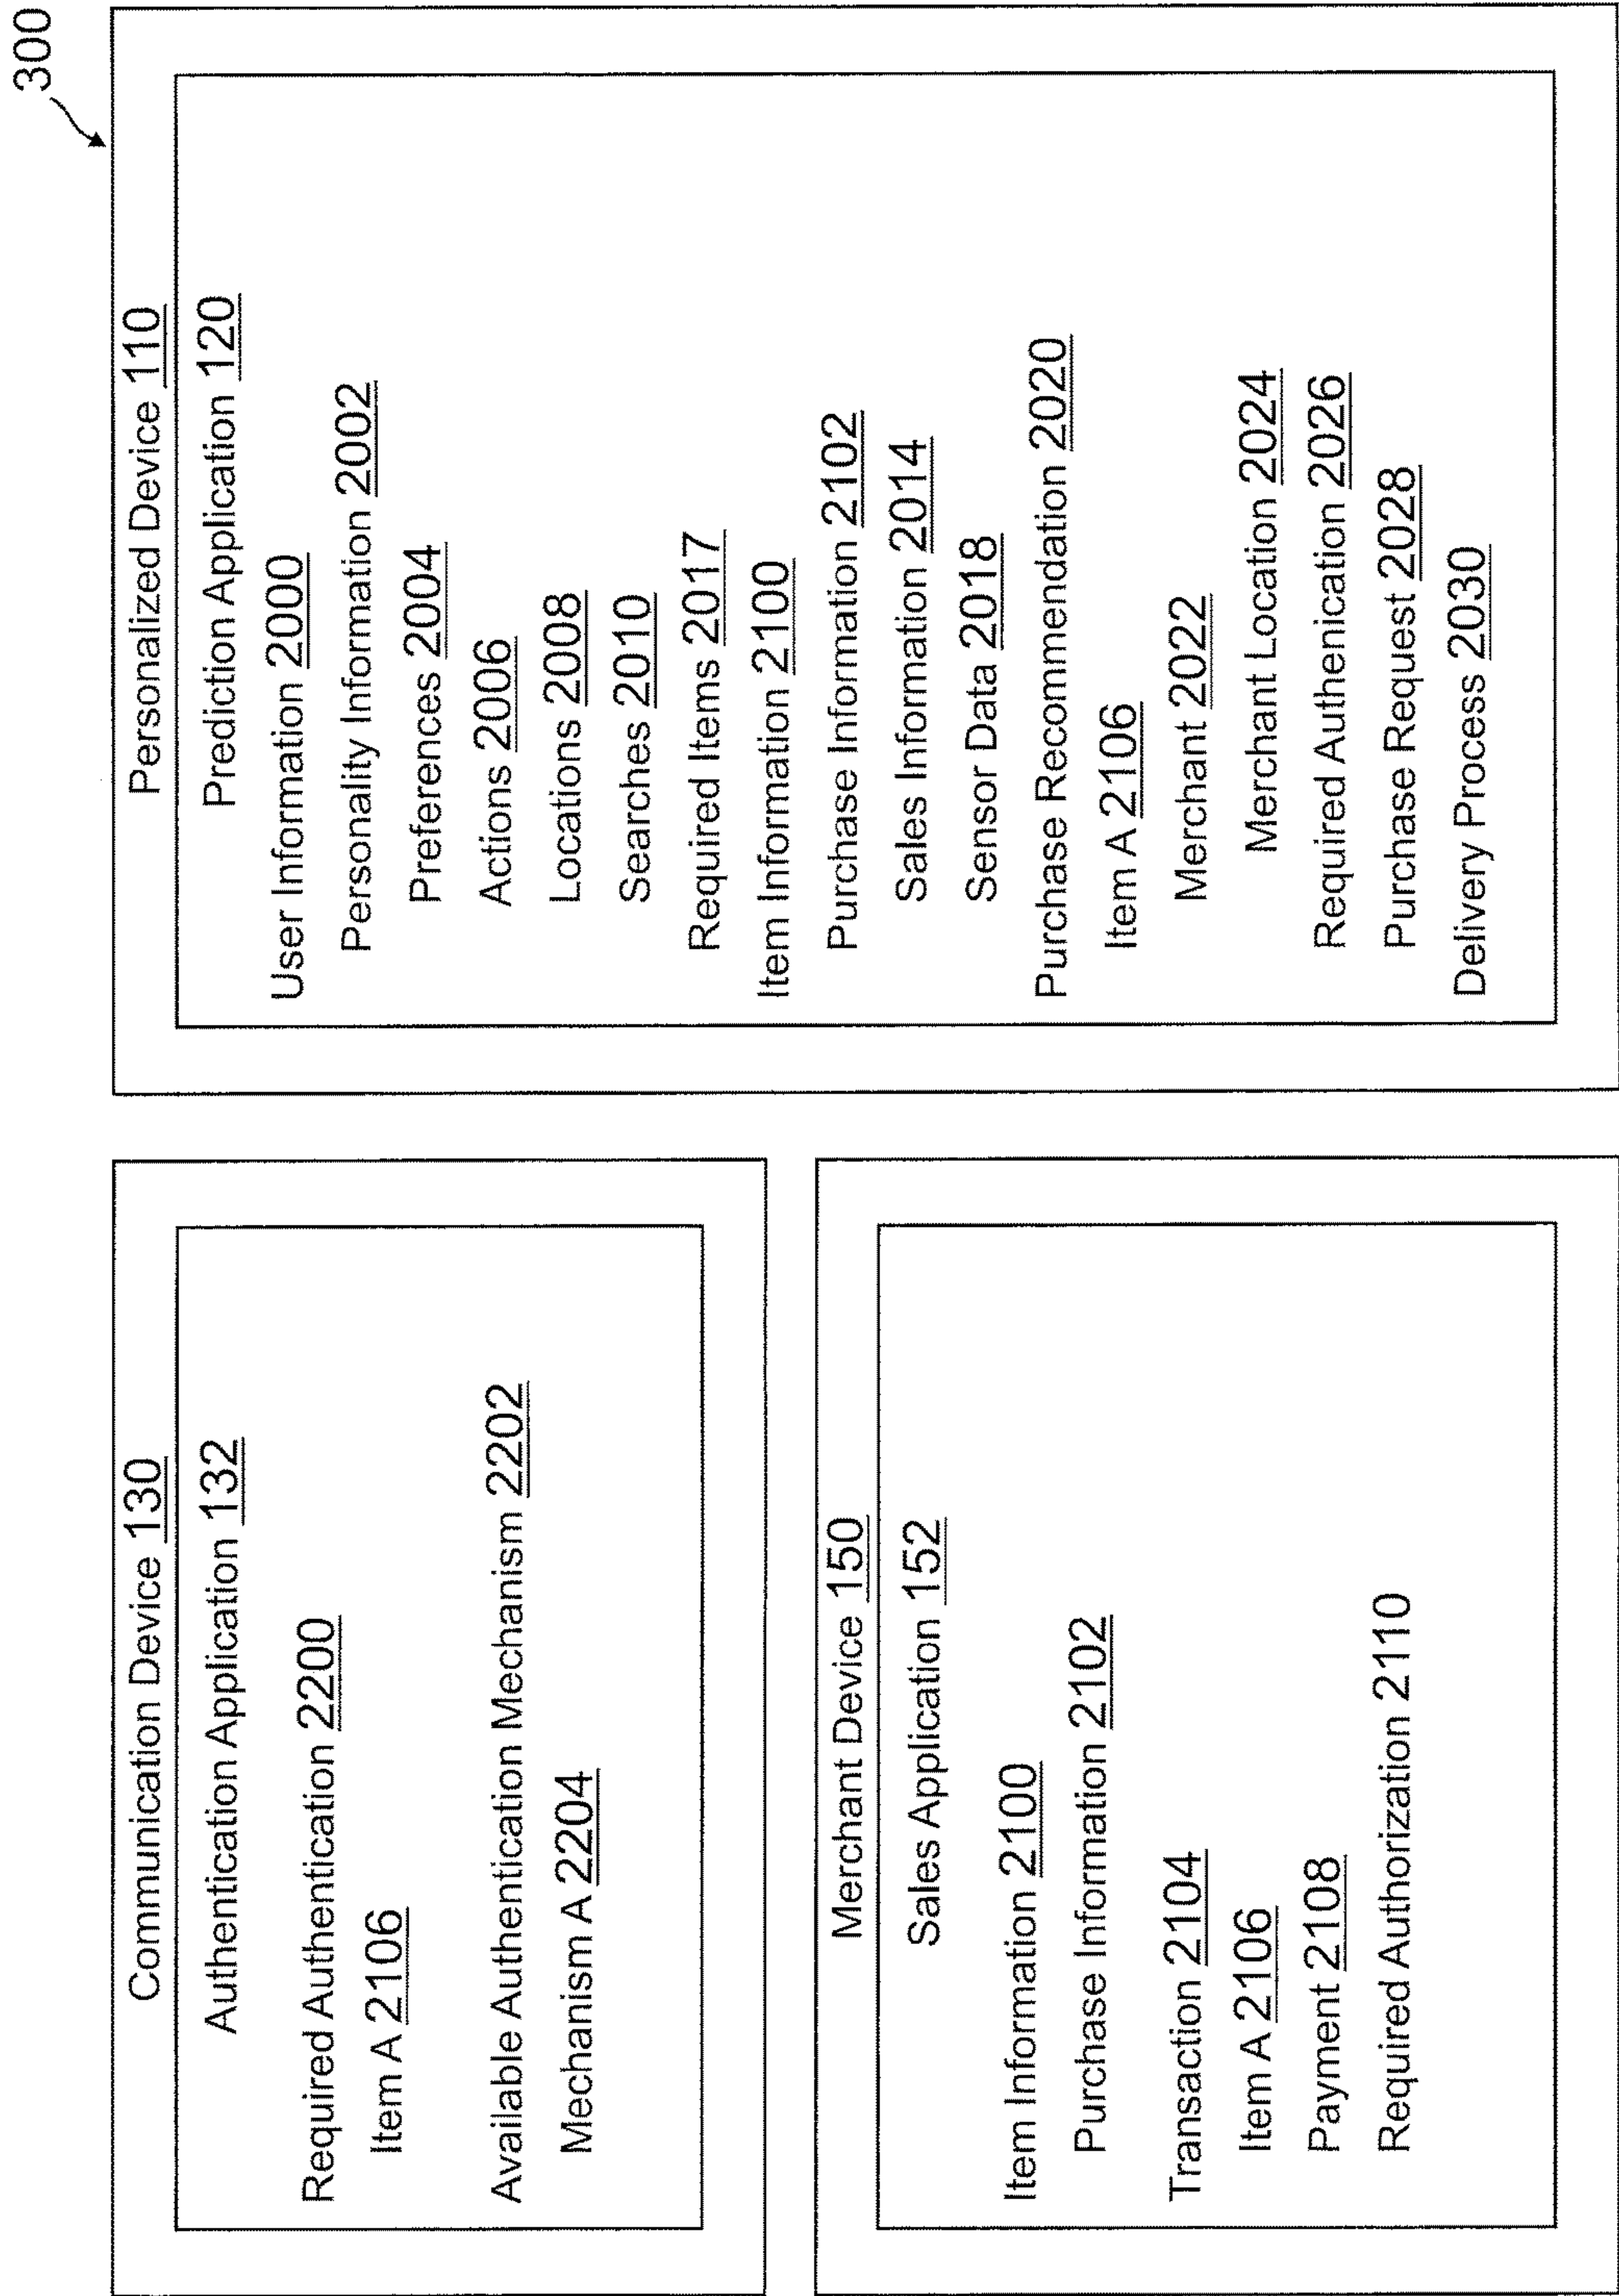 300
Communication Device 130
Authentication Application 132
Required Authentication 2200
Item A 2106
Available Authentication Mechanism 2202
Mechanism A 2204
Merchant Device 150
Sales Application 152
Item Information 2100
Purchase Information 2102
Transaction 2104
Item A 2106
Payment 2108
Required Authorization 2110
Personalized Device 110
Prediction Application 120
User Information 2000
Personality Information 2002
Preferences 2004
Actions 2006
Locations 2008
Searches 2010
Required Items 2017
Item Information 2100
Purchase Information 2102
Sales Information 2014
Sensor Data 2018
Purchase Recommendation 2020
Item A 2106
Merchant 2022
Merchant Location 2024
Required Authenication 2026
Purchase Request 2028
Delivery Process 2030